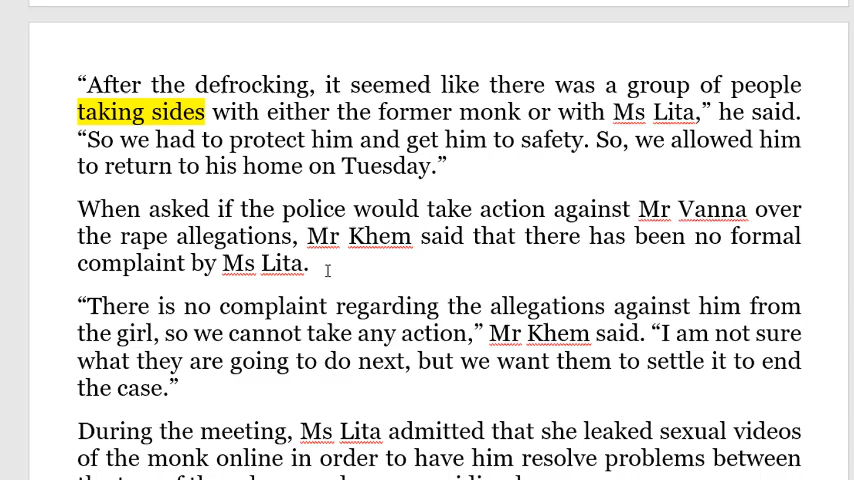 “After the defrocking, it seemed like there was a group of people
taking sides with either the former monk or with Ms Lita,” he said.
“So we had to protect him and get him to safety. So, we allowed him
to return to his home on Tuesday.”
When asked if the police would take action against Mr Vanna over
the rape allegations, Mr Khem said that there has been no formal
complaint by Ms Lita.
“There is no complaint regarding the allegations against him from
the girl, so we cannot take any action,” Mr Khem said. “I am not sure
what they are going to do next, but we want them to settle it to end
the case.”
During the meeting, Ms Lita admitted that she leaked sexual videos
of the monk online in order to have him resolve problems between